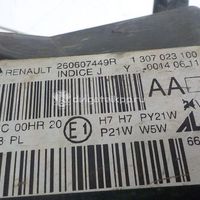 RENAULT 260607449R 1 307 023 100
INDICE J Y 0014 06
AA
C 00HR 20 E1 H7 H7 PY21W
PL P21W W5W
66